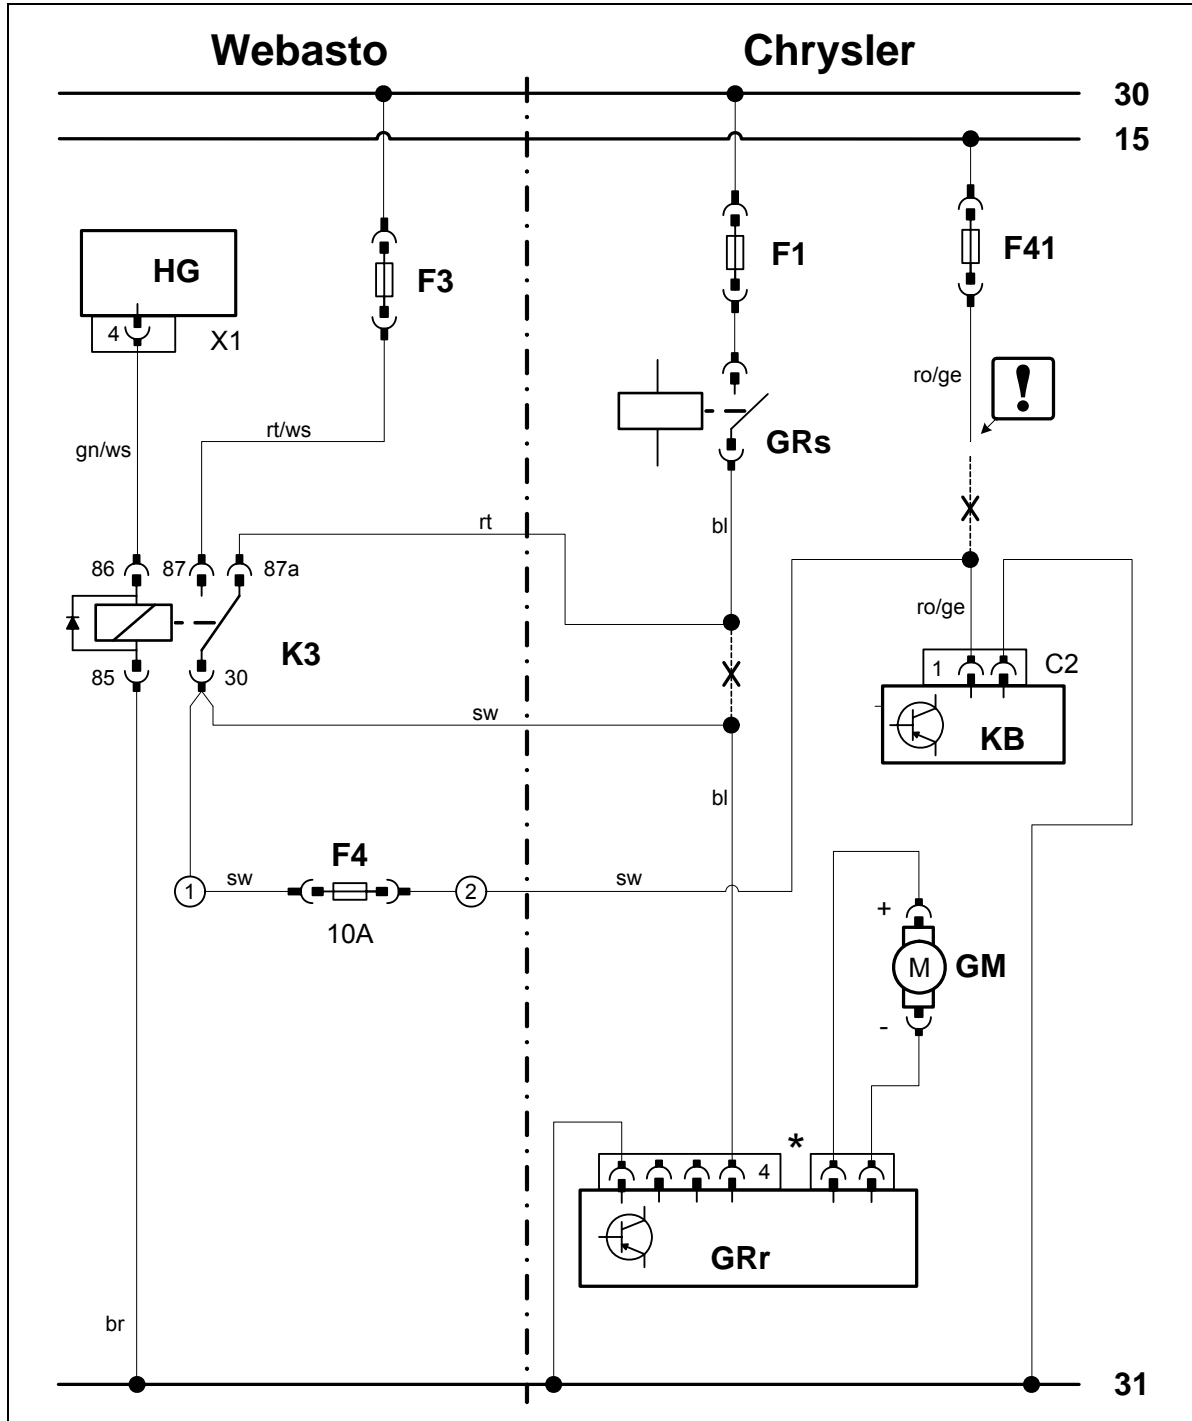 Webasto
Chrysler
30
15
HG
4
X1
F3
F1
F41
ro/ge
!
gn/ws
rt/ws
GRs
rt
bl
86
87
87a
ro/ge
K3
85
30
1
C2
KB
sw
bl
F4
1
sw
2
sw
10A
+
M
GM
-
*
4
GRr
br
31